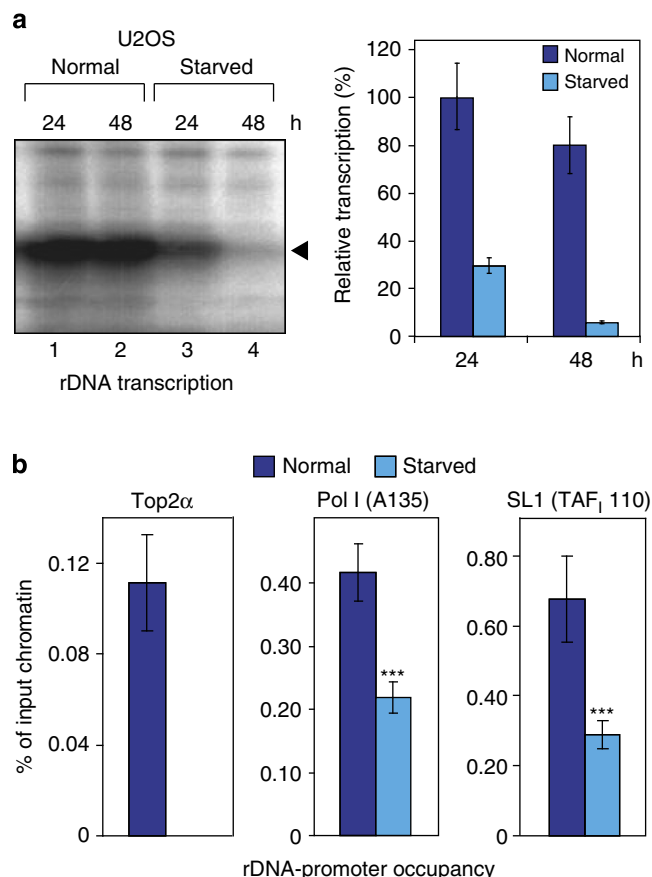 a
U2OS
Normal Starved
24 48 24 48 h
1 2 3 4
rDNA transcription
Relative transcription (%)
120
100
80
60
40
20
0
Normal
Starved
24 48 h
b
Normal Starved
Top2α
% of input chromatin
0.12
0.08
0.04
0
Pol I (A135)
0.40
0.30
0.20
0.10
0
***
SL1 (TAFI 110)
0.80
0.60
0.40
0.20
0
***
rDNA-promoter occupancy